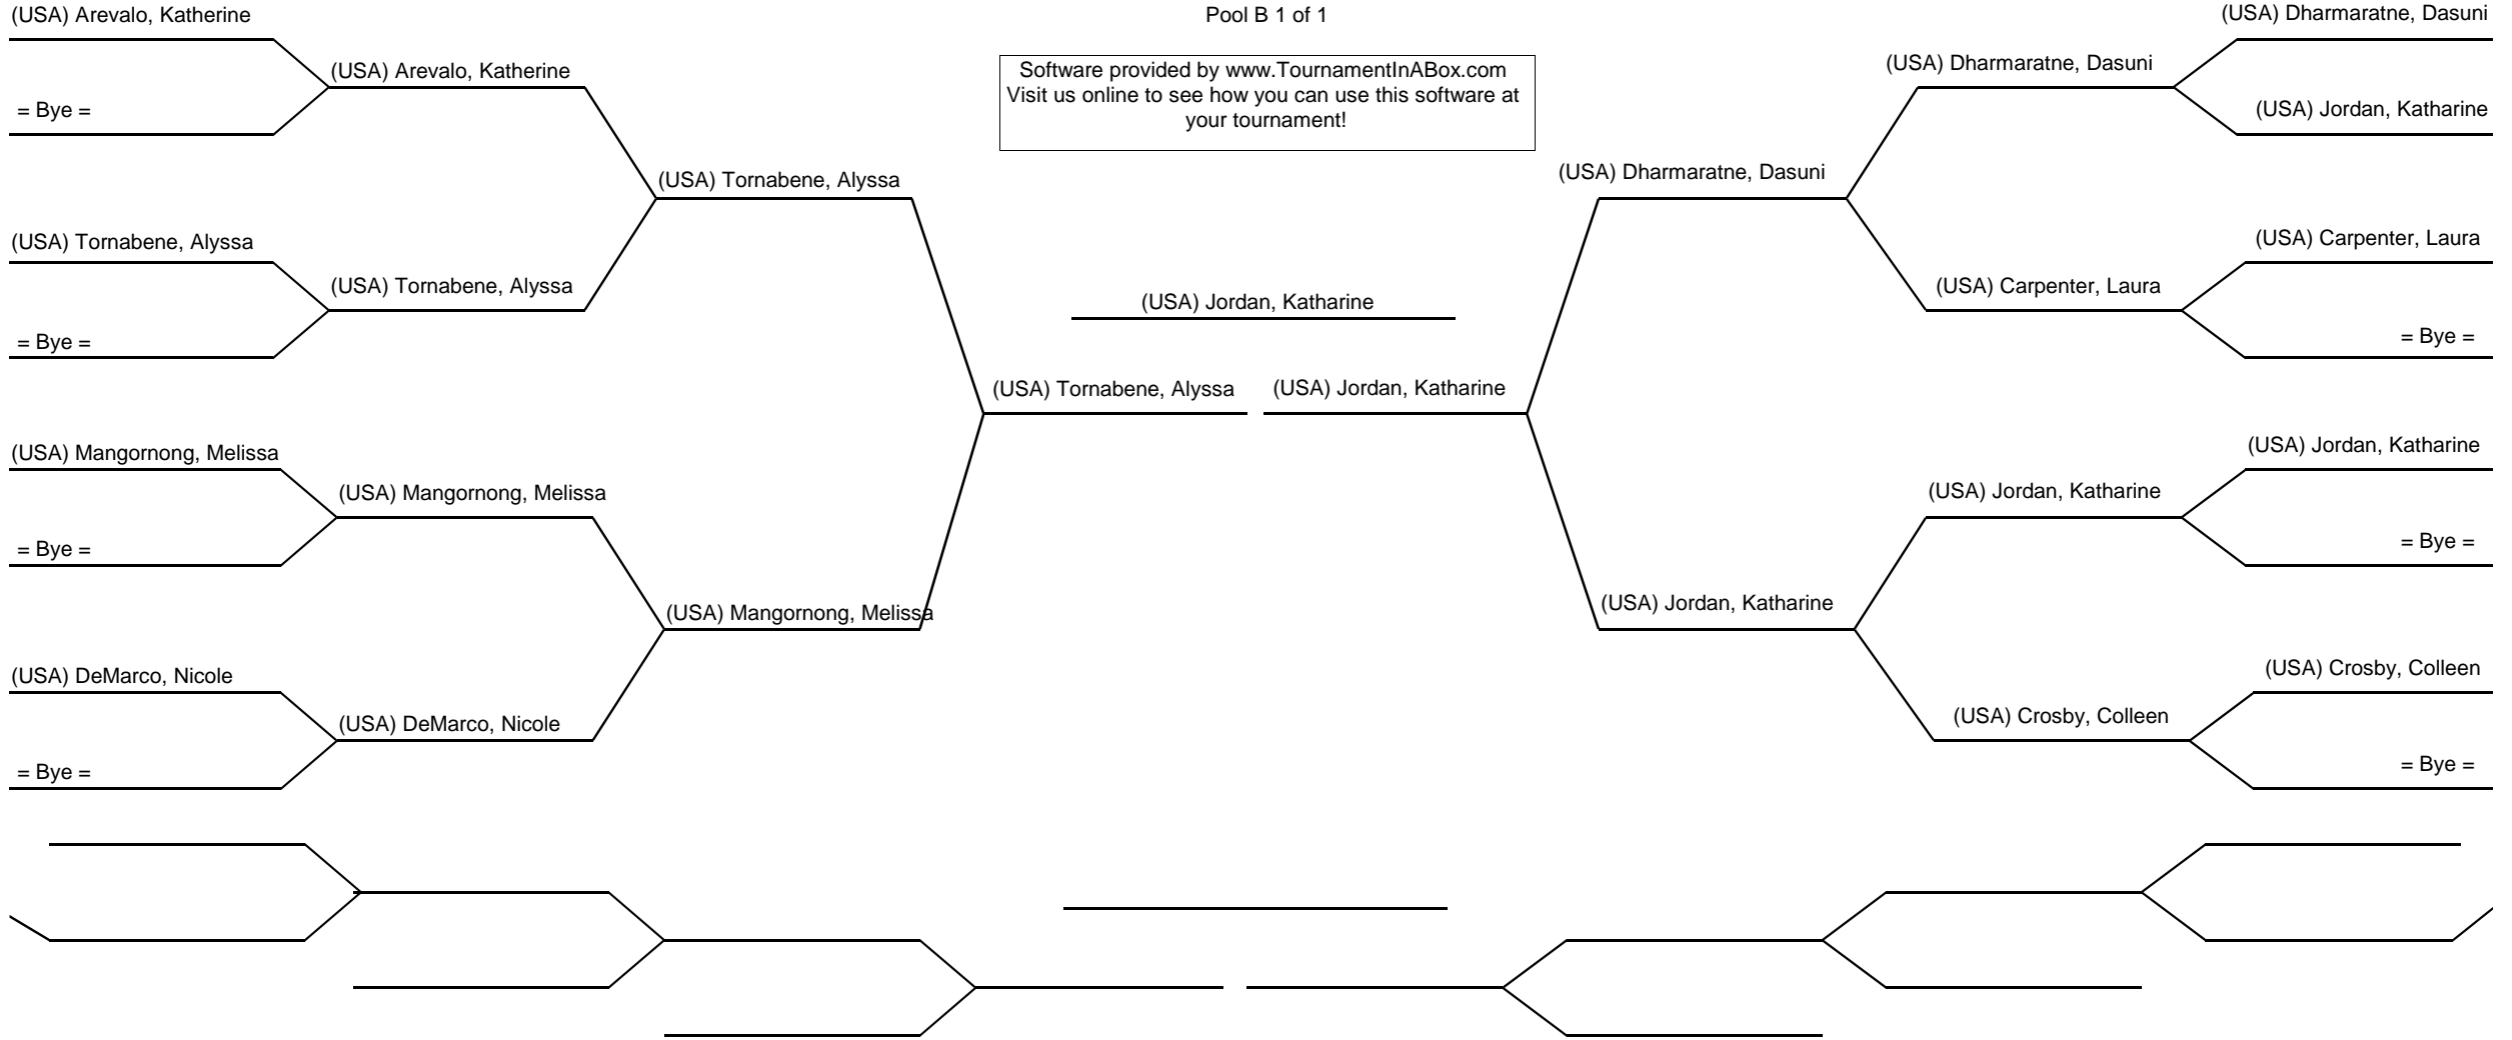 (USA) Arevalo, Katherine
Pool B 1 of 1
(USA) Dharmaratne, Dasuni
(USA) Arevalo, Katherine
Software provided by www.TournamentInABox.com
Visit us online to see how you can use this software at
your tournament!
(USA) Dharmaratne, Dasuni
= Bye =
(USA) Jordan, Katharine
(USA) Tornabene, Alyssa
(USA) Dharmaratne, Dasuni
(USA) Tornabene, Alyssa
(USA) Carpenter, Laura
(USA) Tornabene, Alyssa
(USA) Jordan, Katharine
(USA) Carpenter, Laura
= Bye =
= Bye =
(USA) Tornabene, Alyssa
(USA) Jordan, Katharine
(USA) Mangornong, Melissa
(USA) Jordan, Katharine
(USA) Mangornong, Melissa
(USA) Jordan, Katharine
= Bye =
= Bye =
(USA) Mangornong, Melissa
(USA) Jordan, Katharine
(USA) DeMarco, Nicole
(USA) Crosby, Colleen
(USA) DeMarco, Nicole
(USA) Crosby, Colleen
= Bye =
= Bye =